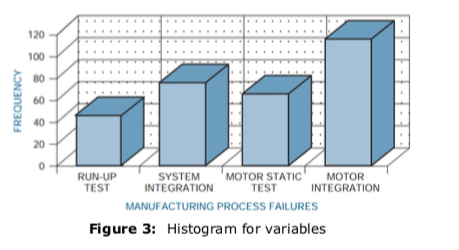 120
100
80
60
40
20
0
FREQUENCY
RUN-UP TEST
SYSTEM INTEGRATION
MOTOR STATIC TEST
MOTOR INTEGRATION
MANUFACTURING PROCESS FAILURES
Figure 3: Histogram for variables